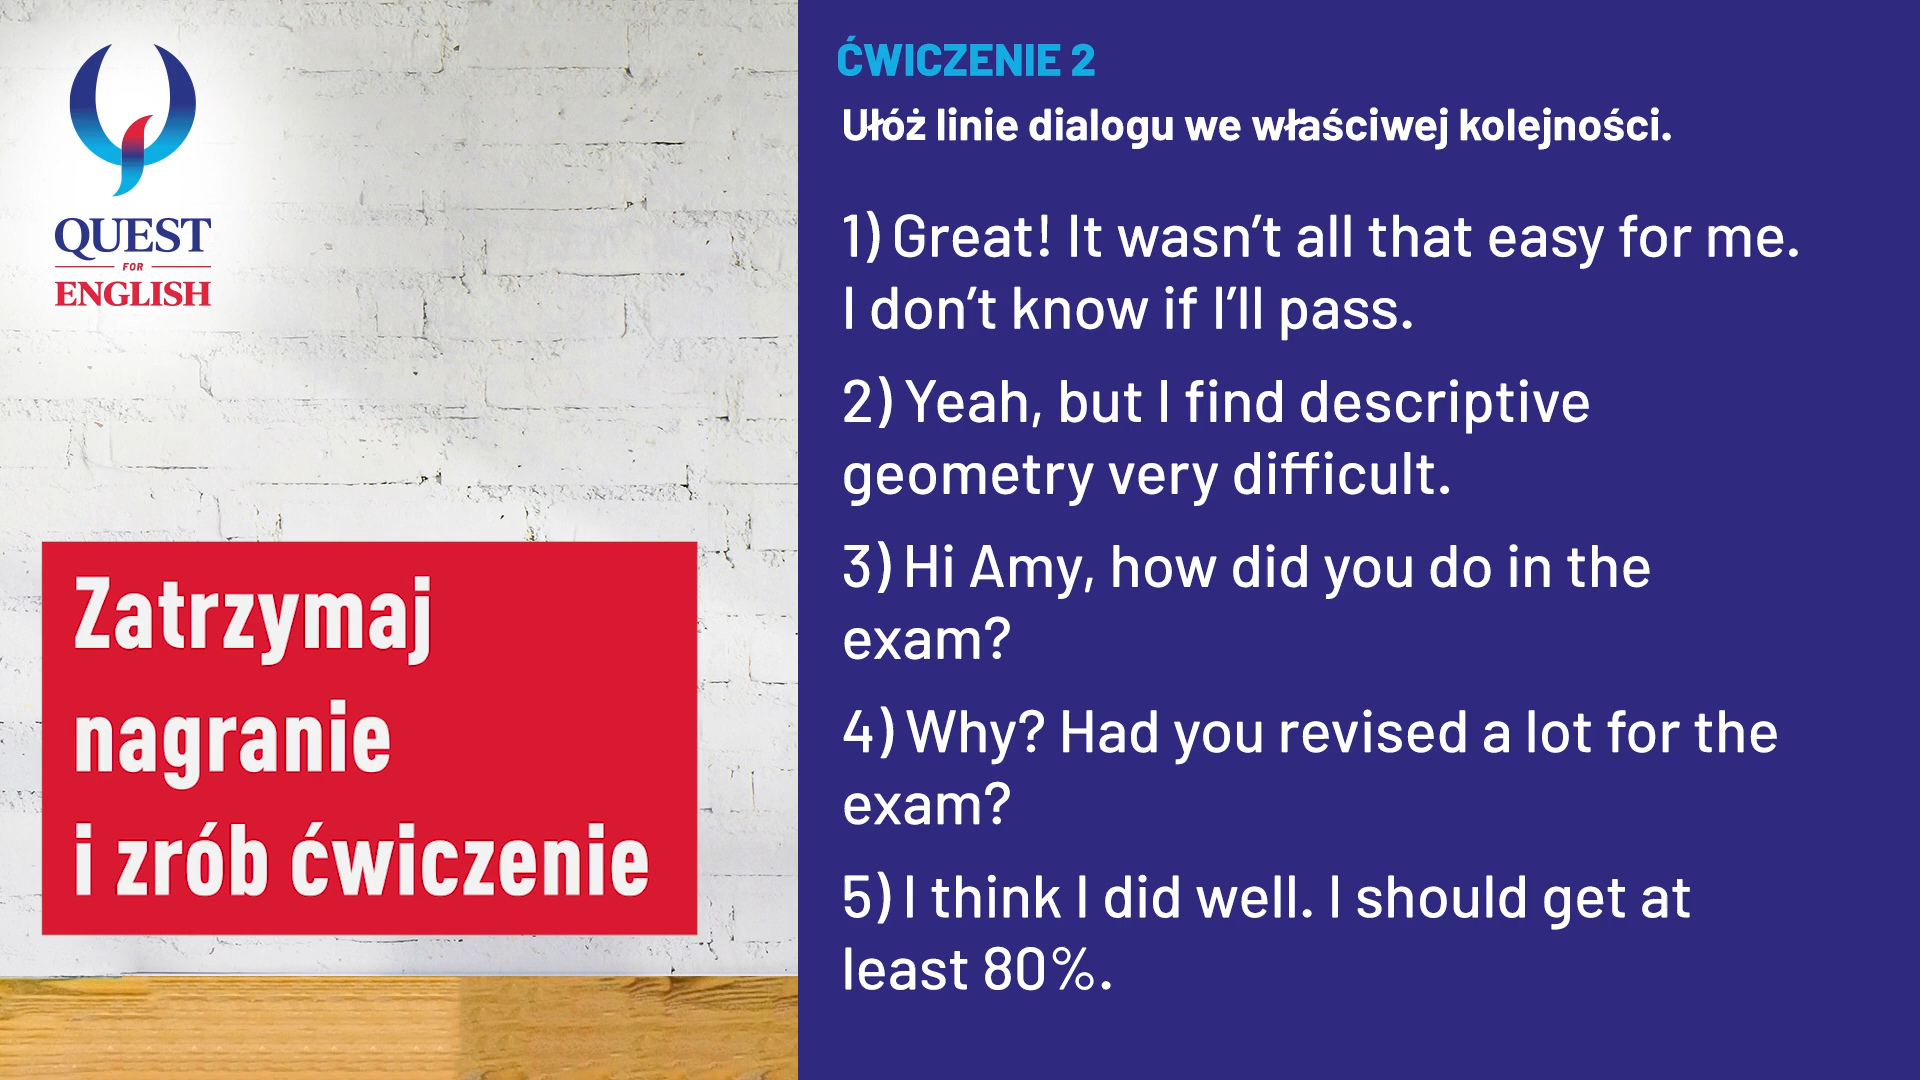 QUEST
FOR
ENGLISH
Zatrzymaj
nagranie
i zrób ćwiczenie
ĆWICZENIE 2
Ułóż linie dialogu we właściwej kolejności.
1) Great! It wasn’t all that easy for me.
I don’t know if I’ll pass.
2) Yeah, but I find descriptive
geometry very difficult.
3) Hi Amy, how did you do in the
exam?
4) Why? Had you revised a lot for the
exam?
5) I think I did well. I should get at
least 80%.